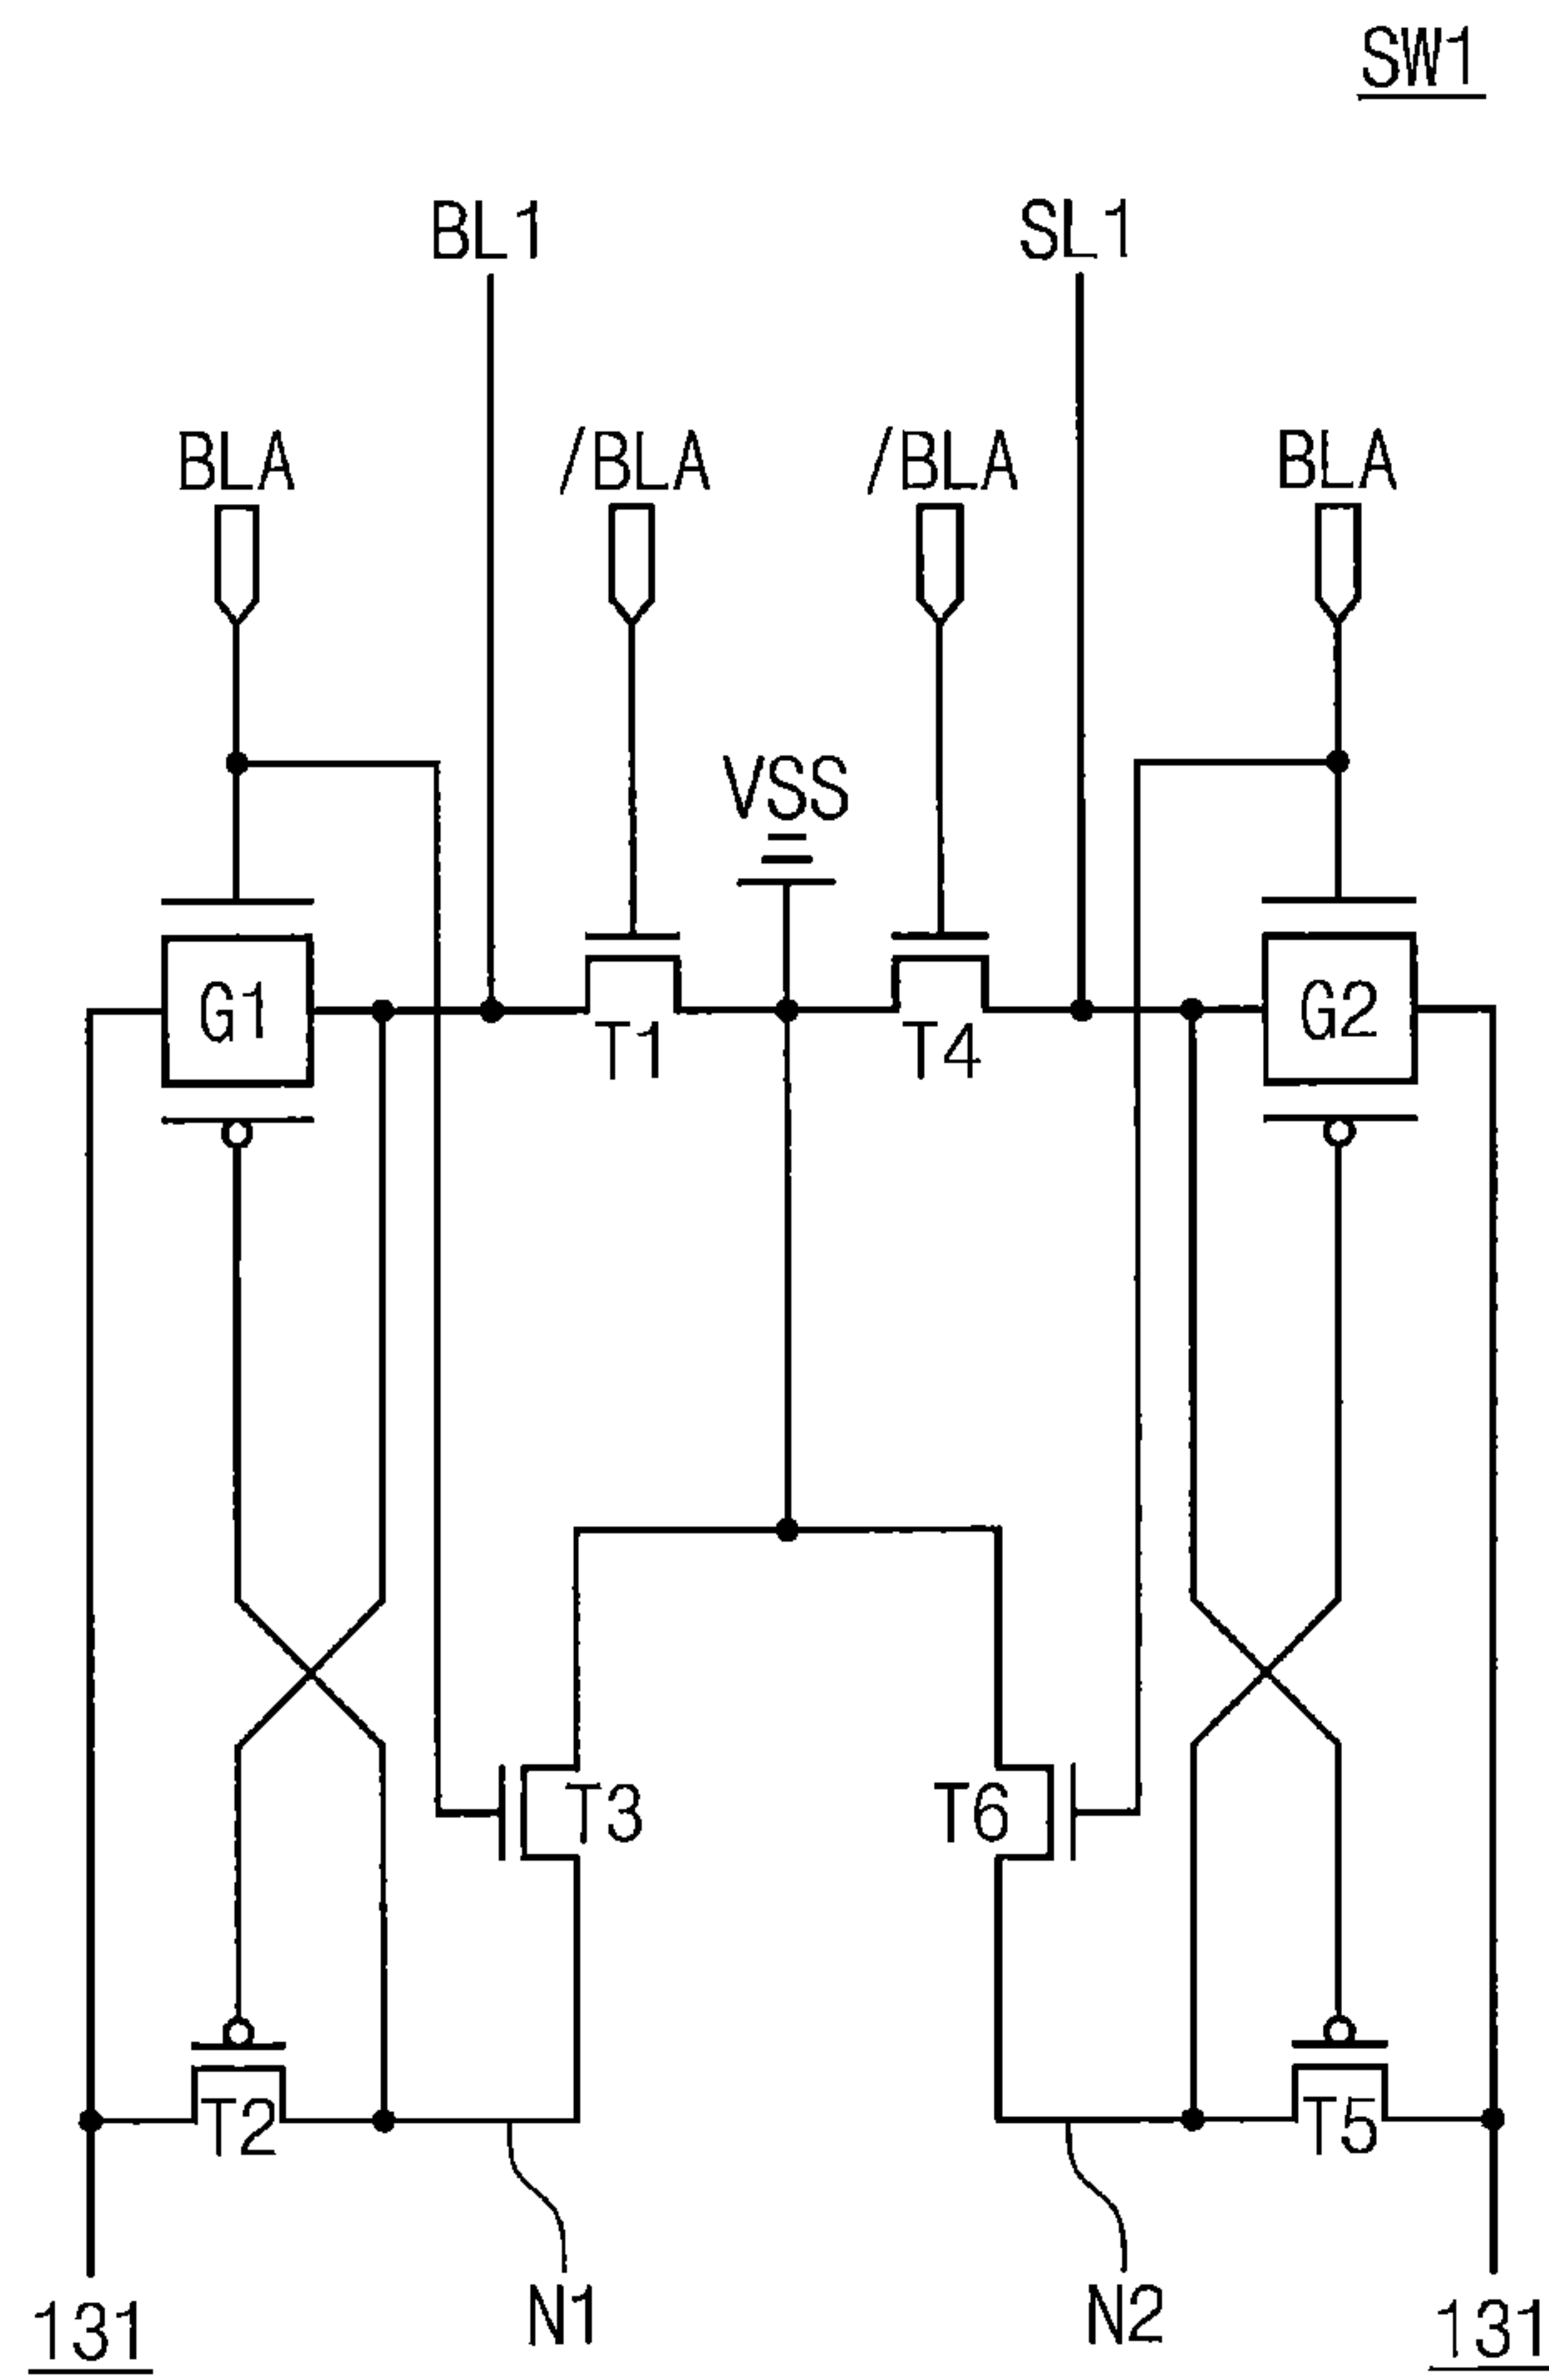 SW1
BL1 SL1
BLA /BLA /BLA BLA
VSS
G1 T1 T4 G2
T3 T6
T2 T5
N1 N2
131 131